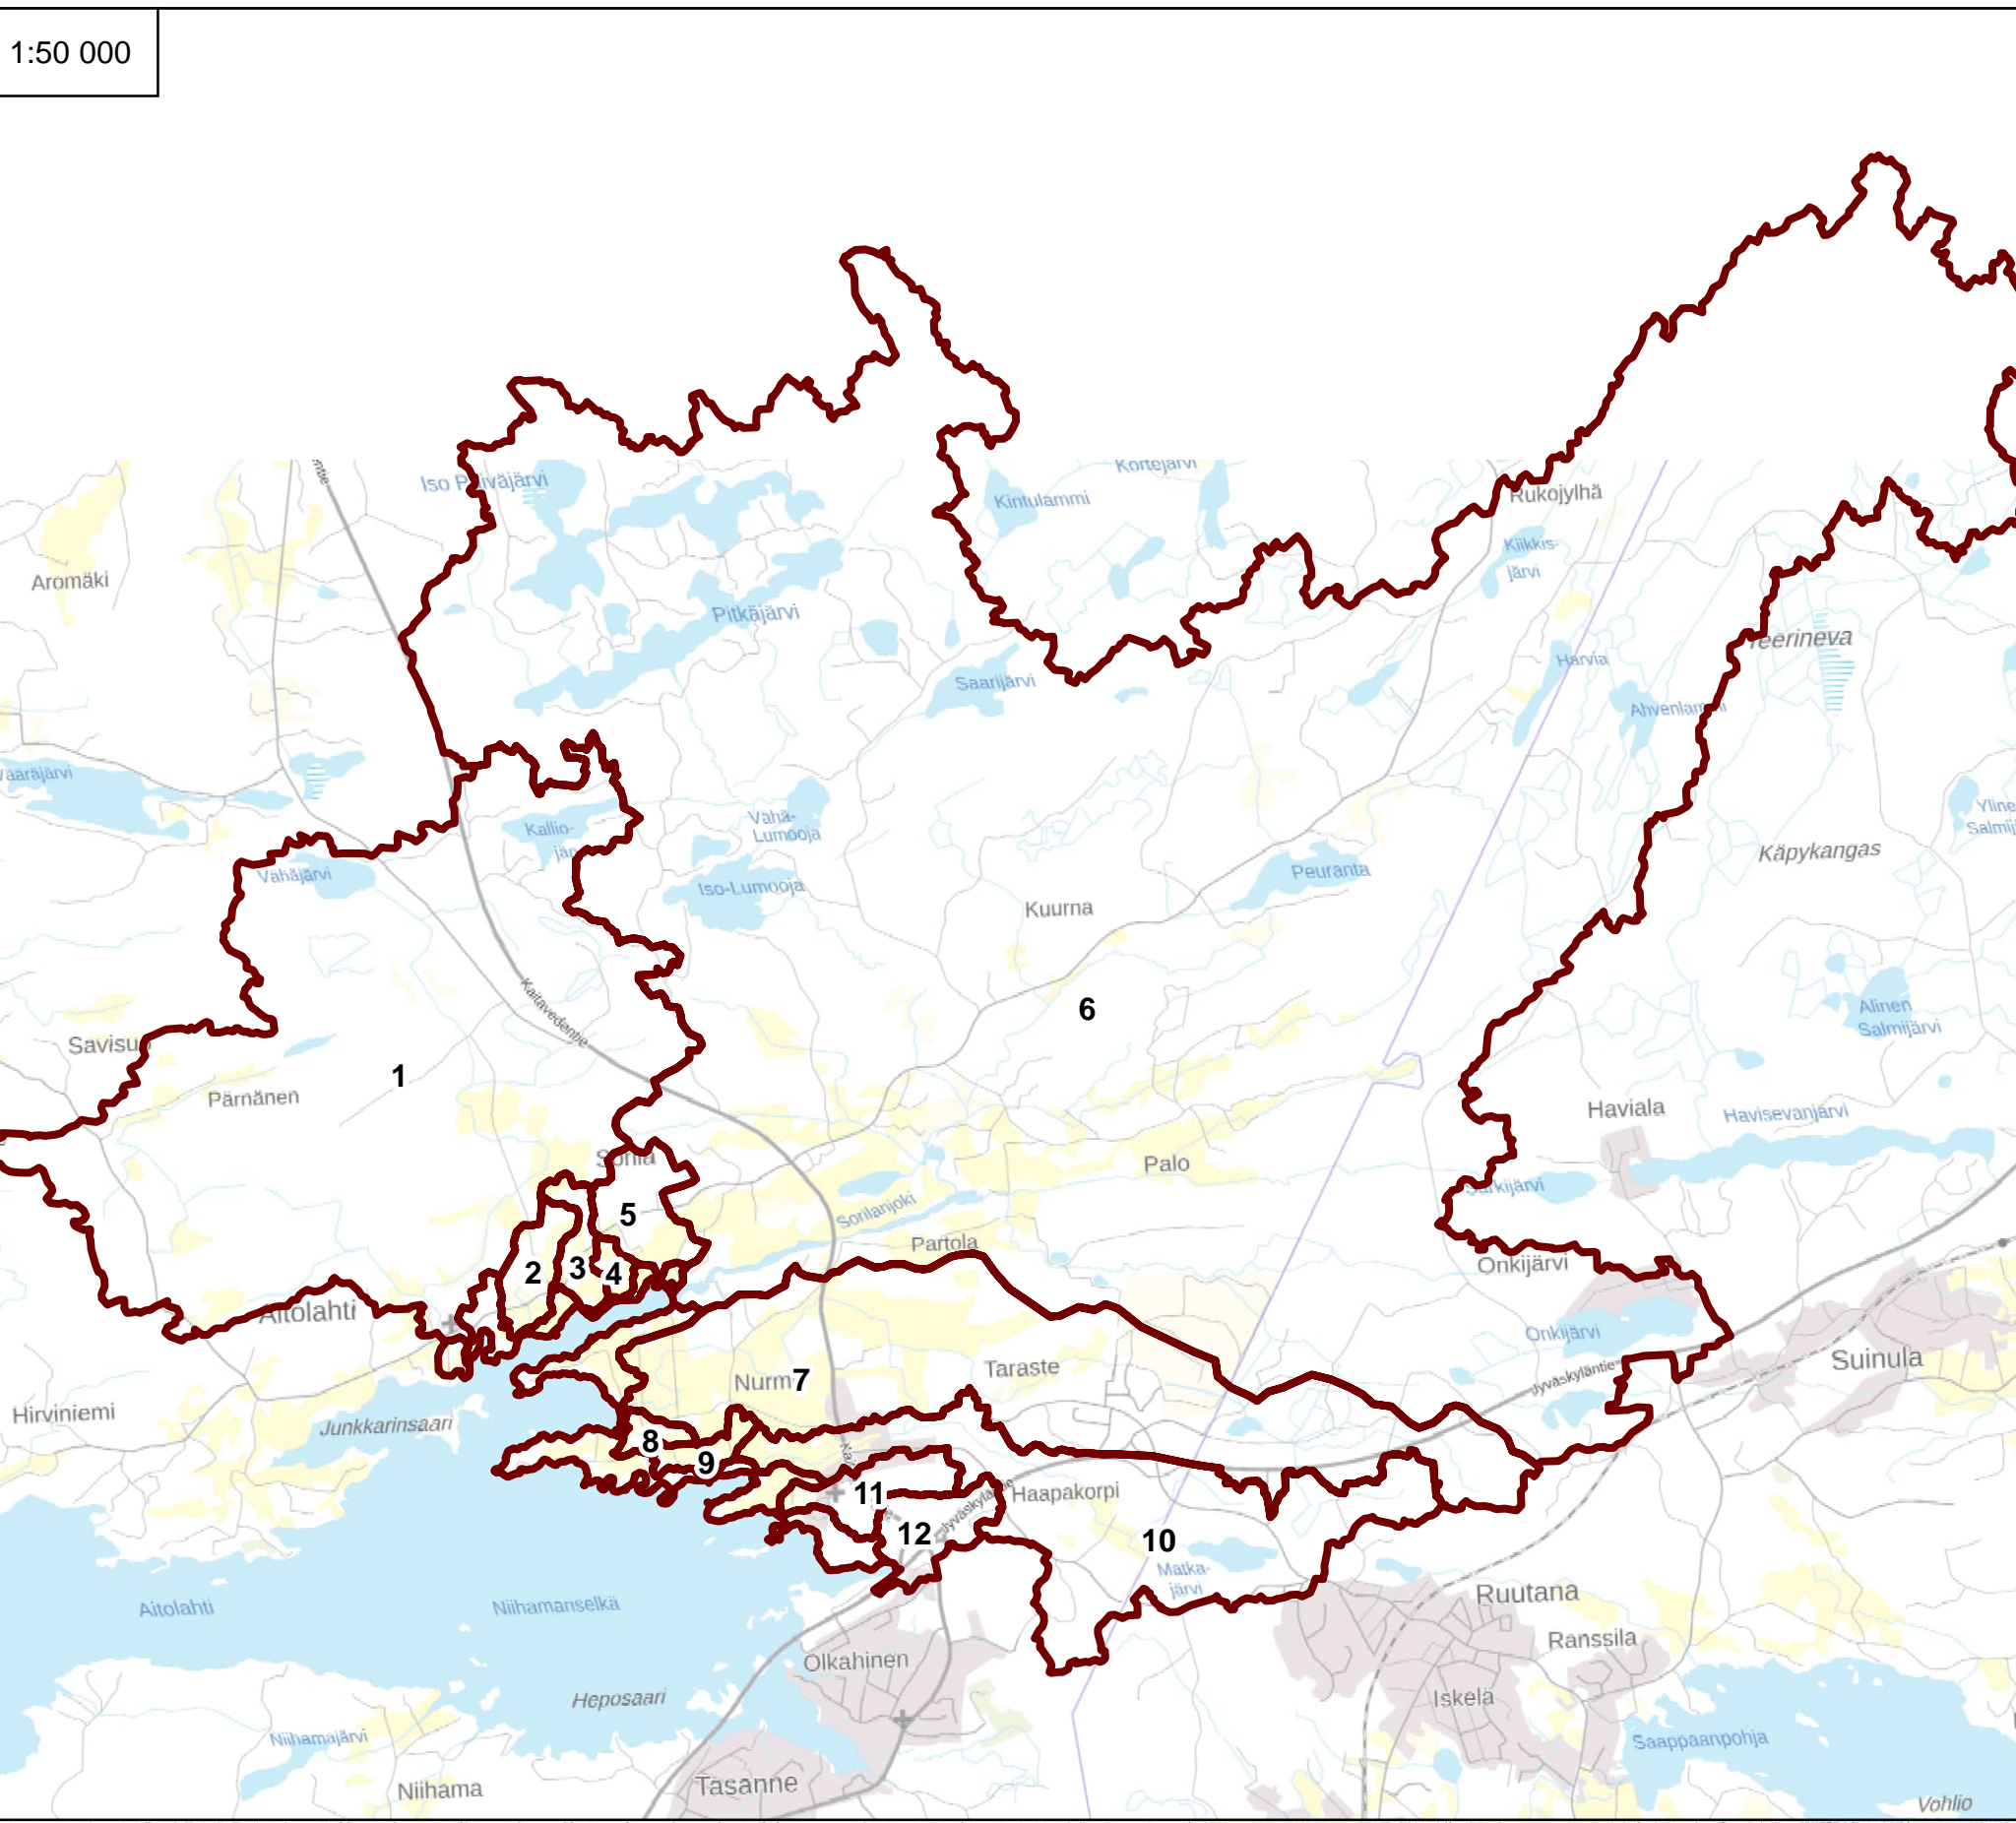 1:50 000
Kortejärvi
Kintulammi
Rukojylhä
Aromäki
Kiikkis-
järvi
Pitkäjärvi
Teerineva
Harvia
Saarijärvi
Vääräjärvi
Vähä-
Lumooja
Kallio-
Käpykangas
Vähäjärvi
Iso-Lumooja
Peuranta
Kuurna
Kaitavedentie
6
Alinen
Salmijärvi
Savisuo
1
Pärnänen
Haviala
Havisevanjärvi
Sorila
Palo
Särkijärvi
5
Sorilanjoki
Partola
2
3
4
Onkijärvi
Aitolahti
Onkijärvi
Suinula
Jyväskyläntie
Taraste
Nurmi
7
Hirviniemi
Junkkarinsaari
8
9
11
Haapakorpi
Jyväskyläntie
12
10
Matka-
järvi
Aitolahti
Niihamanselkä
Ruutana
Ranssila
Olkahinen
Heposaari
Iskelä
Niihamajärvi
Saappaanpohja
Tasanne
Niihama
Vohlio